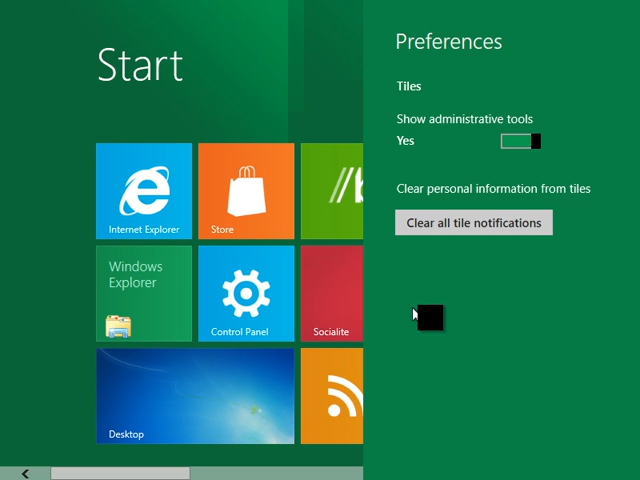 Start
Internet Explorer
Store
Windows
Explorer
Control Panel
Socialite
Desktop
Preferences
Tiles
Show administrative tools
Yes
Clear personal information from tiles
Clear all tile notifications